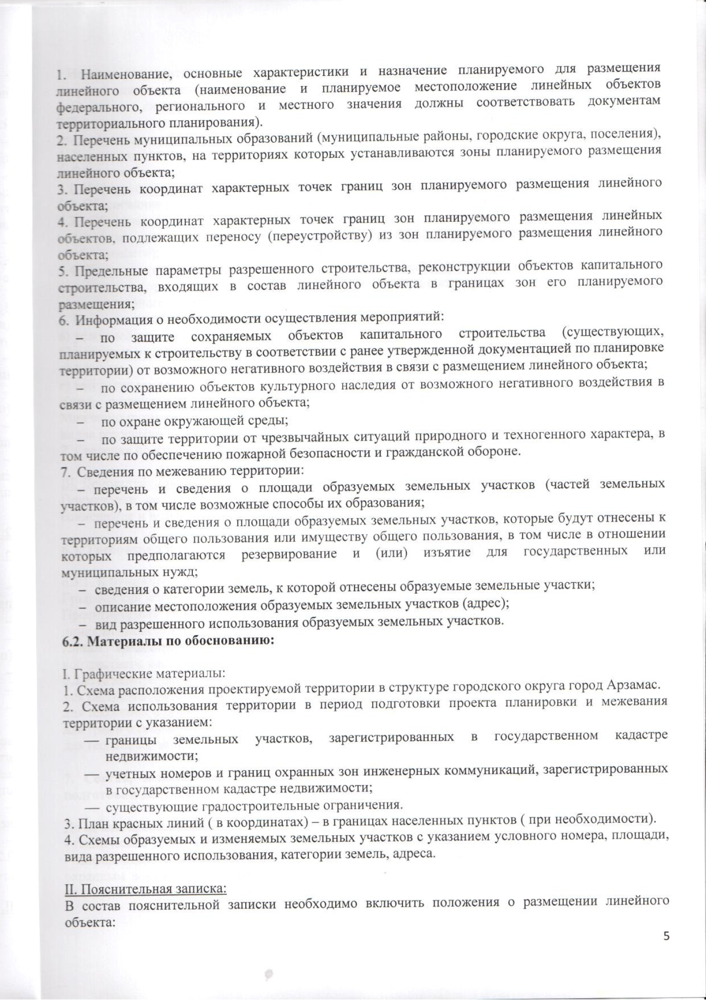 1. Наименование, основные характеристики и назначение планируемого для размещения
линейного объекта (наименование и планируемое местоположение линейных объектов
федерального, регионального и местного значения должны соответствовать документам
территориального планирования).
2. Перечень муниципальных образований (муниципальные районы, городские округа, поселения),
населенных пунктов, на территориях которых устанавливаются зоны планируемого размещения
линейного объекта;
3. Перечень координат характерных точек границ зон планируемого размещения линейного
объекта;
4. Перечень координат характерных точек границ зон планируемого размещения линейных
объектов, подлежащих переносу (переустройству) из зон планируемого размещения линейного
объекта;
5. Предельные параметры разрешенного строительства, реконструкции объектов капитального
строительства, входящих в состав линейного объекта в границах зон его планируемого
размещения;
6. Информация о необходимости осуществления мероприятий:
– по защите сохраняемых объектов капитального строительства (существующих,
планируемых к строительству в соответствии с ранее утвержденной документацией по планировке
территории) от возможного негативного воздействия в связи с размещением линейного объекта;
– по сохранению объектов культурного наследия от возможного негативного воздействия в
связи с размещением линейного объекта;
– по охране окружающей среды;
– по защите территории от чрезвычайных ситуаций природного и техногенного характера, в
том числе по обеспечению пожарной безопасности и гражданской обороне.
7. Сведения по межеванию территории:
– перечень и сведения о площади образуемых земельных участков (частей земельных
участков), в том числе возможные способы их образования;
– перечень и сведения о площади образуемых земельных участков, которые будут отнесены к
территориям общего пользования или имуществу общего пользования, в том числе в отношении
которых предполагаются резервирование и (или) изъятие для государственных или
муниципальных нужд;
– сведения о категории земель, к которой отнесены образуемые земельные участки;
– описание местоположения образуемых земельных участков (адрес);
– вид разрешенного использования образуемых земельных участков.
6.2. Материалы по обоснованию:
I. Графические материалы:
1. Схема расположения проектируемой территории в структуре городского округа город Арзамас.
2. Схема использования территории в период подготовки проекта планировки и межевания
территории с указанием:
— границы земельных участков, зарегистрированных в государственном кадастре
недвижимости;
— учетных номеров и границ охранных зон инженерных коммуникаций, зарегистрированных
в государственном кадастре недвижимости;
— существующие градостроительные ограничения.
3. План красных линий ( в координатах) – в границах населенных пунктов ( при необходимости).
4. Схемы образуемых и изменяемых земельных участков с указанием условного номера, площади,
вида разрешенного использования, категории земель, адреса.
II. Пояснительная записка:
В состав пояснительной записки необходимо включить положения о размещении линейного
объекта:
5